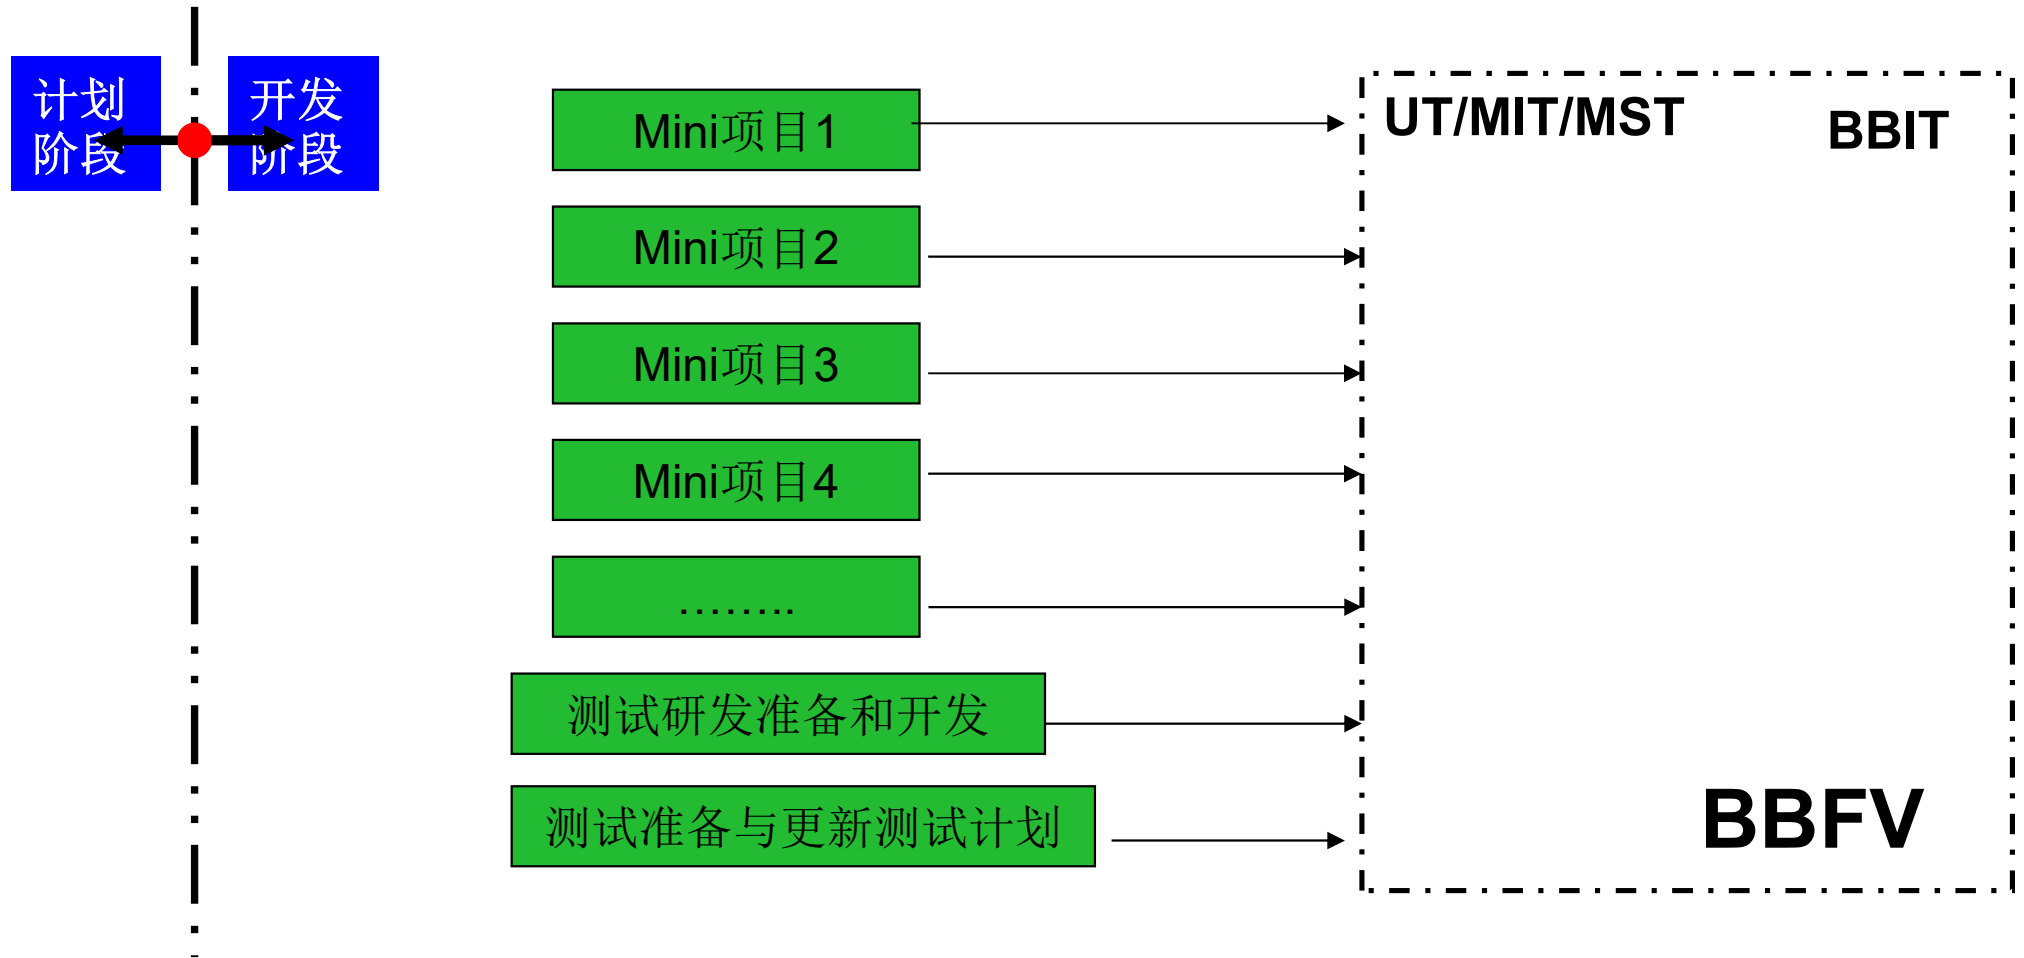 计划
阶段
开发
阶段
Mini项目1
Mini项目2
Mini项目3
Mini项目4
……..
测试研发准备和开发
测试准备与更新测试计划
UT/MIT/MST
BBIT
BBFV